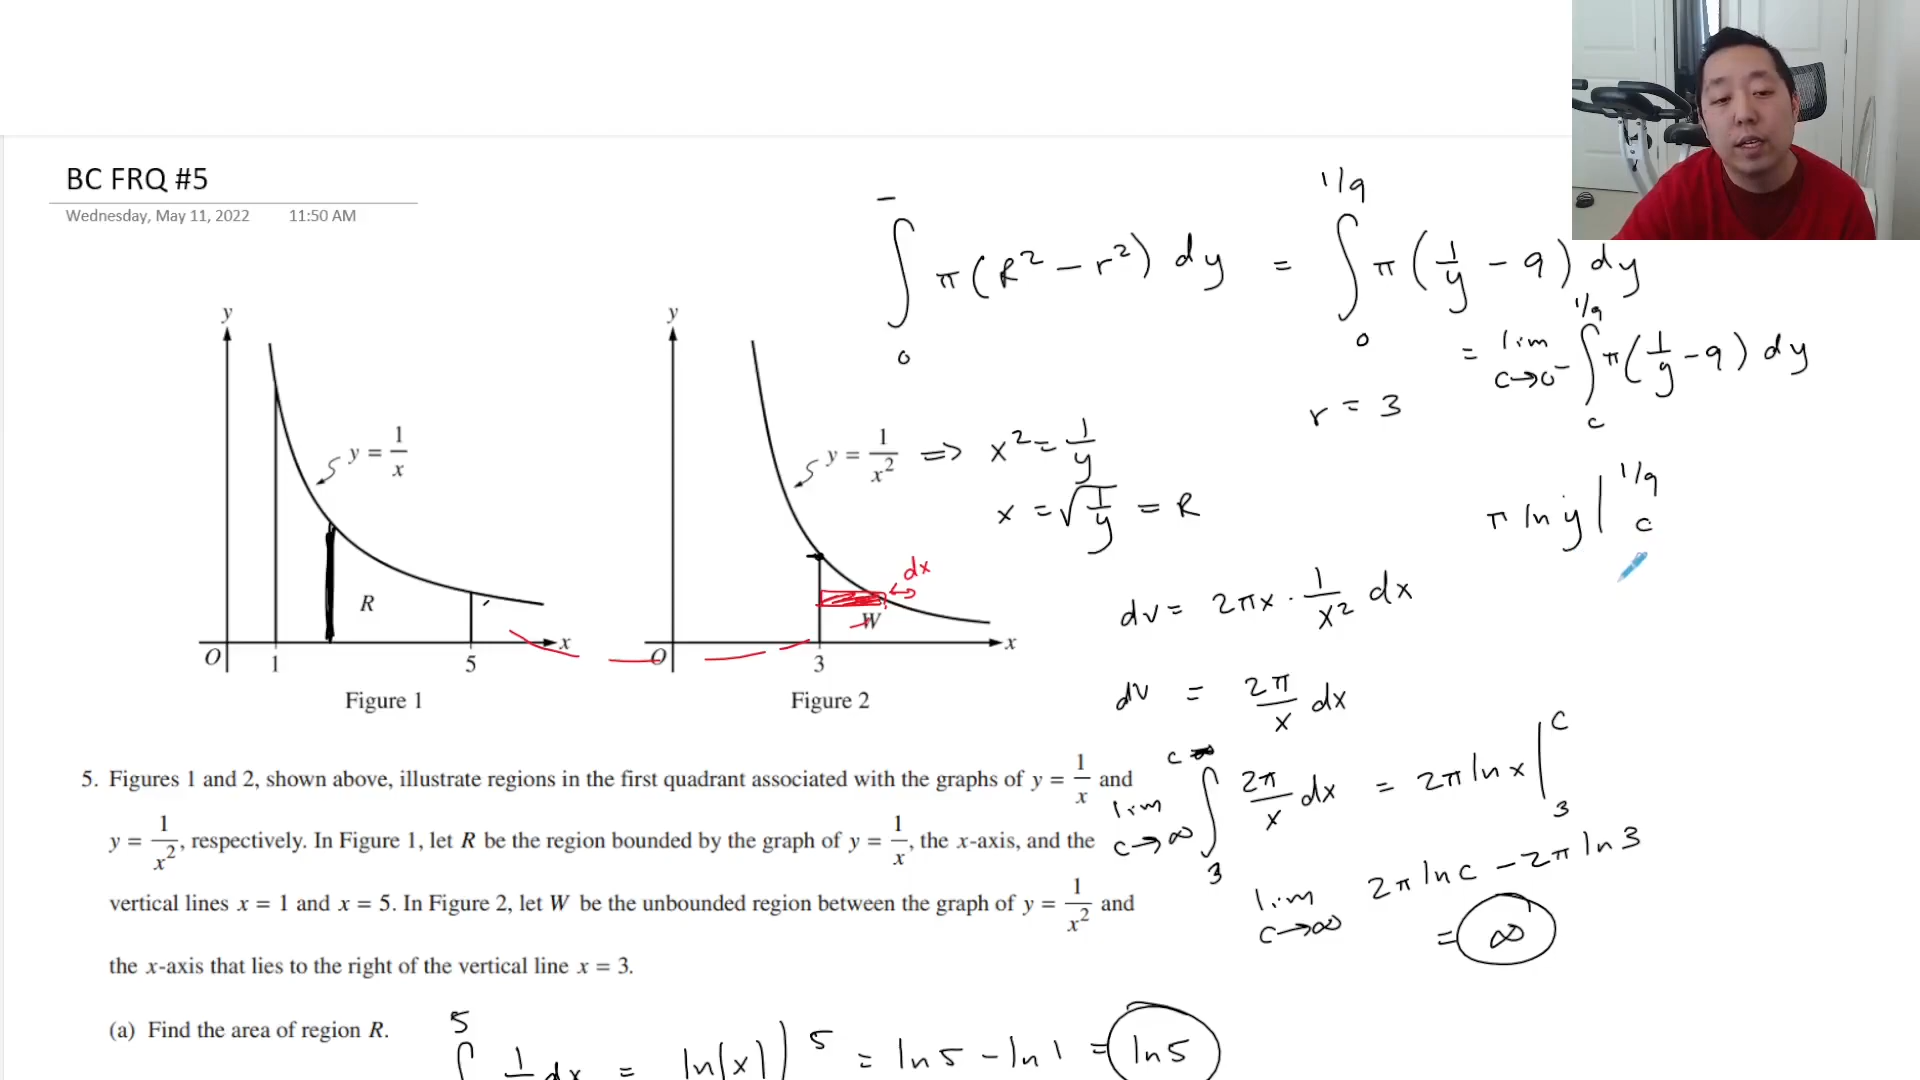 BC FRQ #5
Wednesday, May 11, 2022 11:50 AM
∫₀⁻ π(R² − r²) dy = ∫₀^{1/9} π(1/y − 9) dy
= lim c→0⁻ ∫_c^{1/9} π(1/y − 9) dy
r = 3
y = 1/x
y = 1/x² => x² = 1/y
x = √(1/y) = R
π ln y |_c^{1/9}
dx
dv = 2πx · 1/x² dx
dv = 2π/x dx
y
R
O
1
5
x
y
W
O
3
x
Figure 1
Figure 2
lim c→∞ ∫₃^c 2π/x dx = 2π ln x |₃^c
lim c→∞ 2π ln c − 2π ln 3
= ∞
5. Figures 1 and 2, shown above, illustrate regions in the first quadrant associated with the graphs of y = 1/x and
y = 1/x², respectively. In Figure 1, let R be the region bounded by the graph of y = 1/x, the x-axis, and the
vertical lines x = 1 and x = 5. In Figure 2, let W be the unbounded region between the graph of y = 1/x² and
the x-axis that lies to the right of the vertical line x = 3.
(a) Find the area of region R.
∫⁵ 1 dx = ln(x)) ⁵ = ln 5 − ln 1 = ln 5